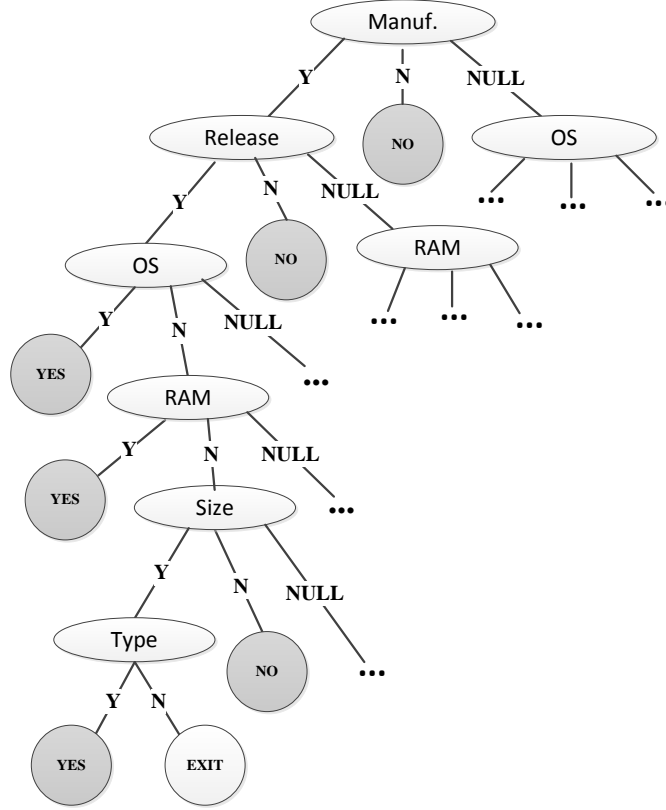 Manuf.
Y
N
NULL
Release
NO
OS
Y
N
NULL
... ... ...
OS
NO
RAM
Y
N
NULL
... ... ...
YES
RAM
...
Y
N
NULL
YES
Size
...
Y
N
NULL
Type
NO
...
Y
N
YES
EXIT